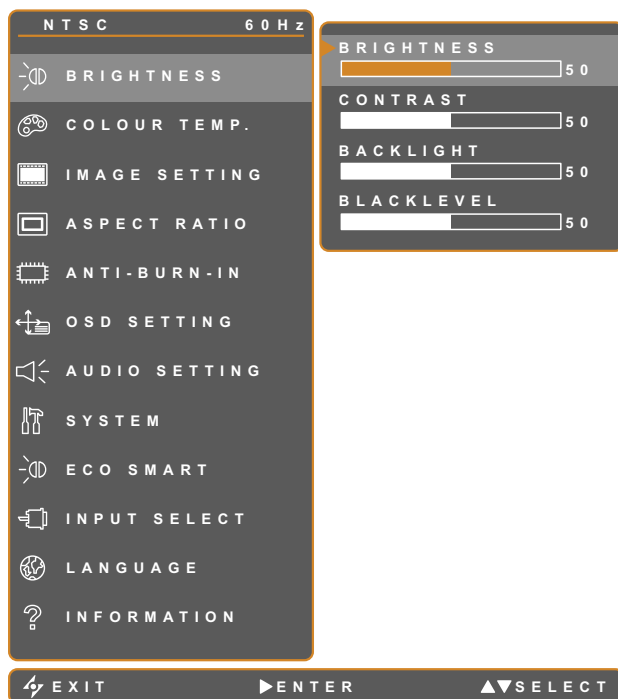 NTSC 60Hz
BRIGHTNESS
COLOUR TEMP.
IMAGE SETTING
ASPECT RATIO
ANTI-BURN-IN
OSD SETTING
AUDIO SETTING
SYSTEM
ECO SMART
INPUT SELECT
LANGUAGE
INFORMATION
BRIGHTNESS
50
CONTRAST
50
BACKLIGHT
50
BLACKLEVEL
50
EXIT ENTER SELECT